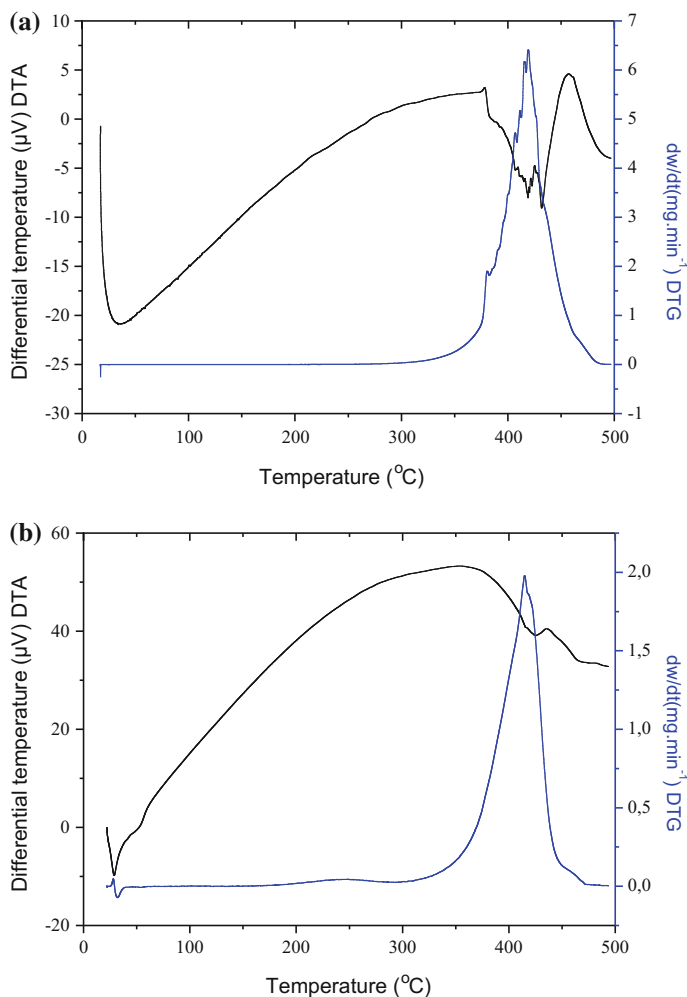 (a)
Differential temperature (µV) DTA
10
5
0
-5
-10
-15
-20
-25
-30
7
6
5
4
3
2
1
0
-1
dw/dt(mg.min⁻¹) DTG
0 100 200 300 400 500
Temperature (°C)
(b)
Differential temperature (µV) DTA
60
40
20
0
-20
2,0
1,5
1,0
0,5
0,0
dw/dt(mg.min⁻¹) DTG
0 100 200 300 400 500
Temperature (°C)